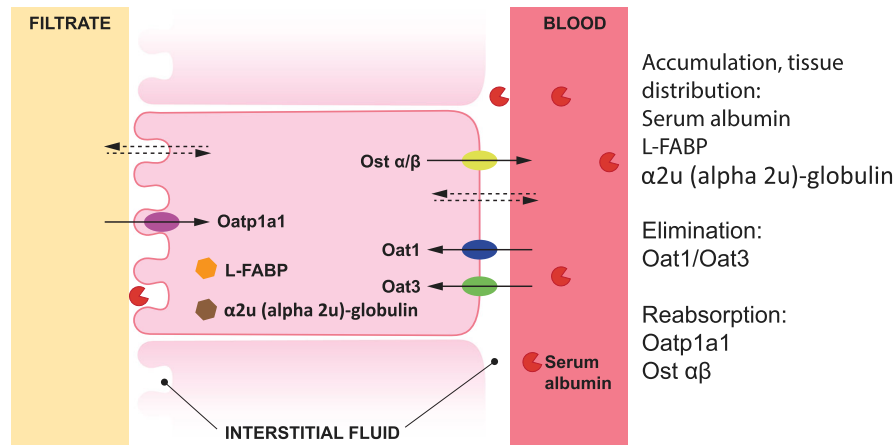 FILTRATE
BLOOD
Ost α/β
Oatp1a1
Oat1
L-FABP
Oat3
α2u (alpha 2u)-globulin
Serum
albumin
INTERSTITIAL FLUID
Accumulation, tissue
distribution:
Serum albumin
L-FABP
α2u (alpha 2u)-globulin
Elimination:
Oat1/Oat3
Reabsorption:
Oatp1a1
Ost αβ